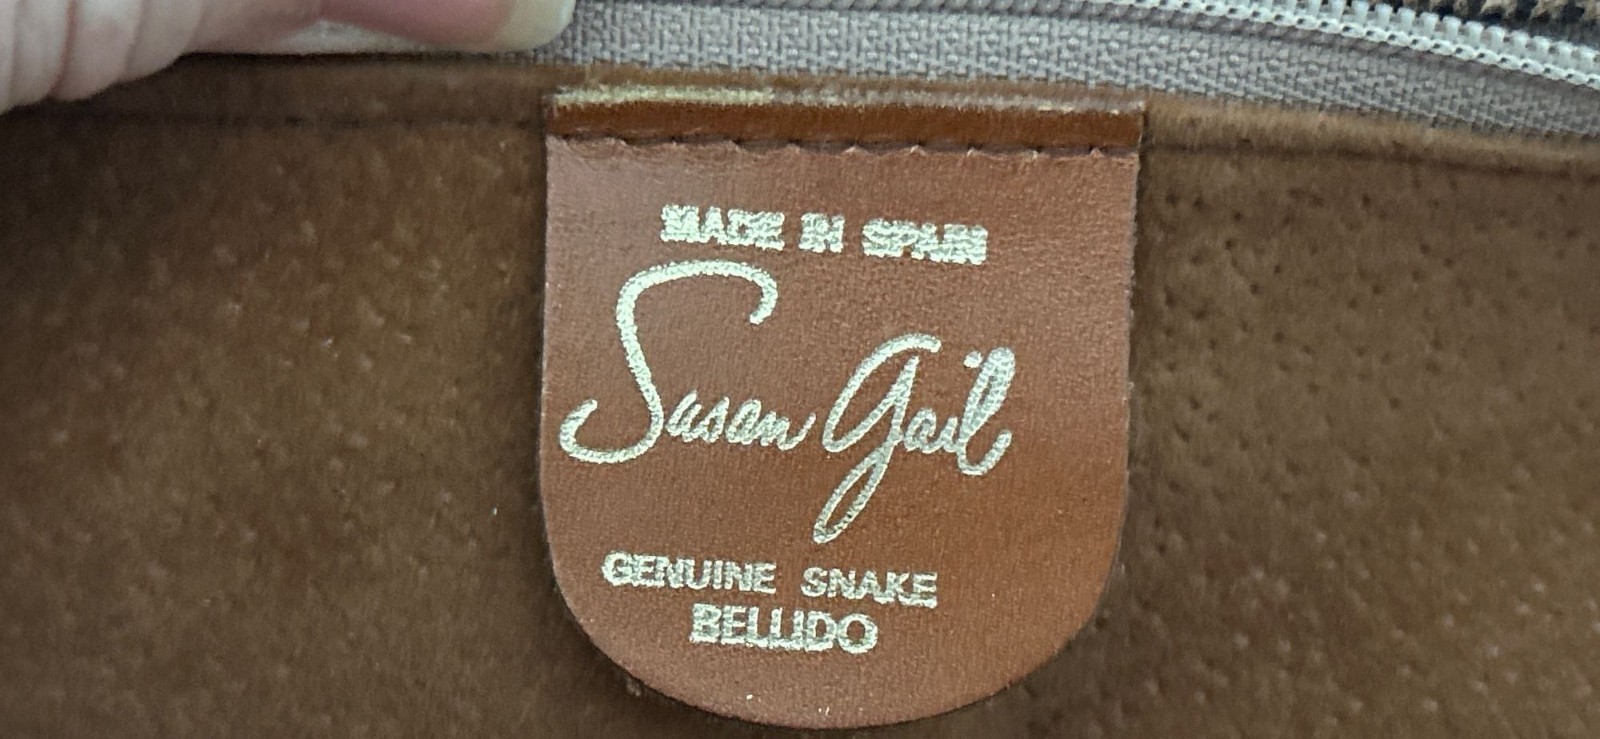 MADE IN SPAIN
Susan Gail
GENUINE SNAKE
BELLIDO